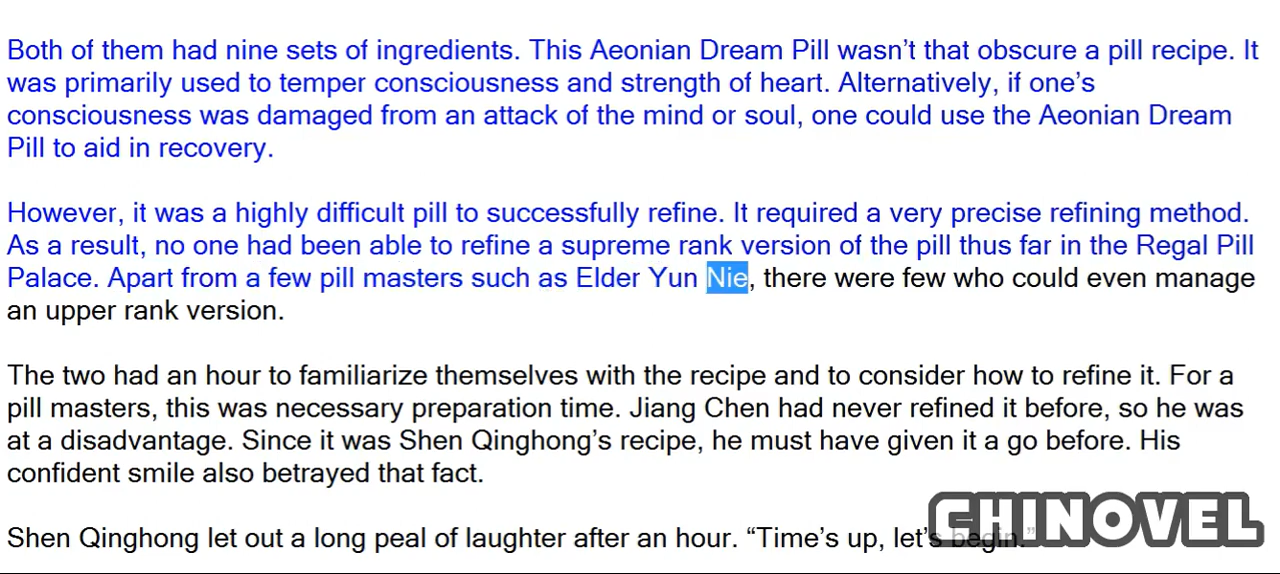 Both of them had nine sets of ingredients. This Aeonian Dream Pill wasn’t that obscure a pill recipe. It
was primarily used to temper consciousness and strength of heart. Alternatively, if one’s
consciousness was damaged from an attack of the mind or soul, one could use the Aeonian Dream
Pill to aid in recovery.
However, it was a highly difficult pill to successfully refine. It required a very precise refining method.
As a result, no one had been able to refine a supreme rank version of the pill thus far in the Regal Pill
Palace. Apart from a few pill masters such as Elder Yun Nie, there were few who could even manage
an upper rank version.
The two had an hour to familiarize themselves with the recipe and to consider how to refine it. For a
pill masters, this was necessary preparation time. Jiang Chen had never refined it before, so he was
at a disadvantage. Since it was Shen Qinghong’s recipe, he must have given it a go before. His
confident smile also betrayed that fact.
Shen Qinghong let out a long peal of laughter after an hour. “Time’s up, let’s begin.”
CHINOVEL